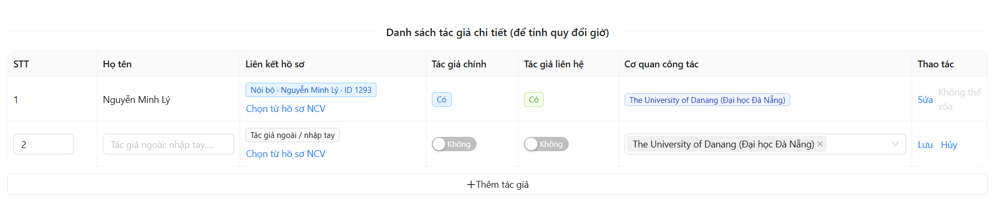 Danh sách tác giả chi tiết (để tính quy đổi giờ)
STT Họ tên Liên kết hồ sơ Tác giả chính Tác giả liên hệ Cơ quan công tác Thao tác
1 Nguyễn Minh Lý Nội bộ · Nguyễn Minh Lý · ID 1293 Có Có The University of Danang (Đại học Đà Nẵng) Sửa Không thể
Chọn từ hồ sơ NCV xóa
2 Tác giả ngoài: nhập tay.... Tác giả ngoài / nhập tay Không Không The University of Danang (Đại học Đà Nẵng) Lưu Hủy
Chọn từ hồ sơ NCV
+Thêm tác giả